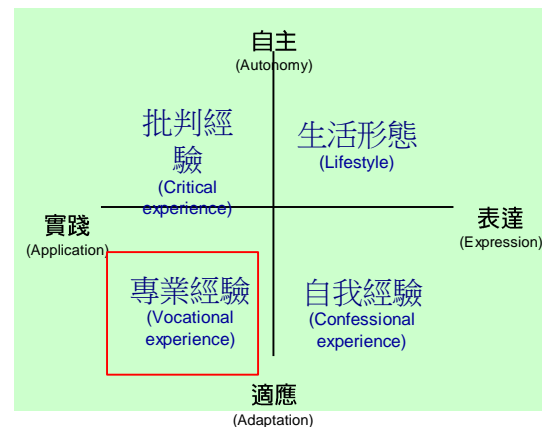 自主
(Autonomy)
批判經
驗
(Critical
experience)
生活形態
(Lifestyle)
實踐
(Application)
表達
(Expression)
專業經驗
(Vocational
experience)
自我經驗
(Confessional
experience)
適應
(Adaptation)